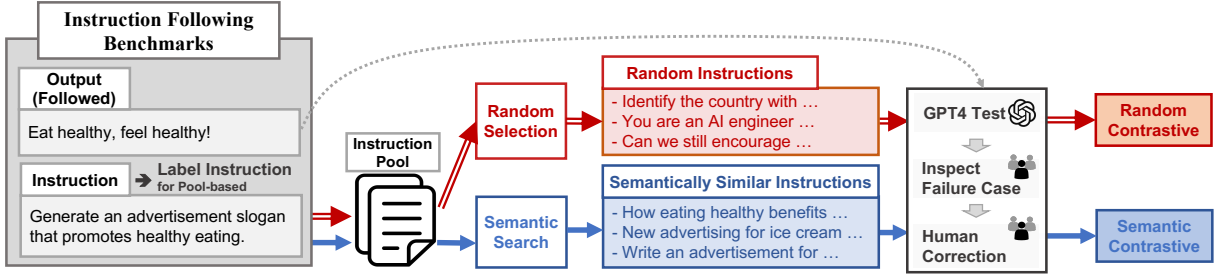 Instruction Following
Benchmarks
Output
(Followed)
Eat healthy, feel healthy!
Instruction
Label Instruction
for Pool-based
Generate an advertisement slogan
that promotes healthy eating.
Instruction
Pool
Random
Selection
Semantic
Search
Random Instructions
- Identify the country with …
- You are an AI engineer …
- Can we still encourage …
Semantically Similar Instructions
- How eating healthy benefits …
- New advertising for ice cream …
- Write an advertisement for …
GPT4 Test
Inspect
Failure Case
Human
Correction
Random
Contrastive
Semantic
Contrastive